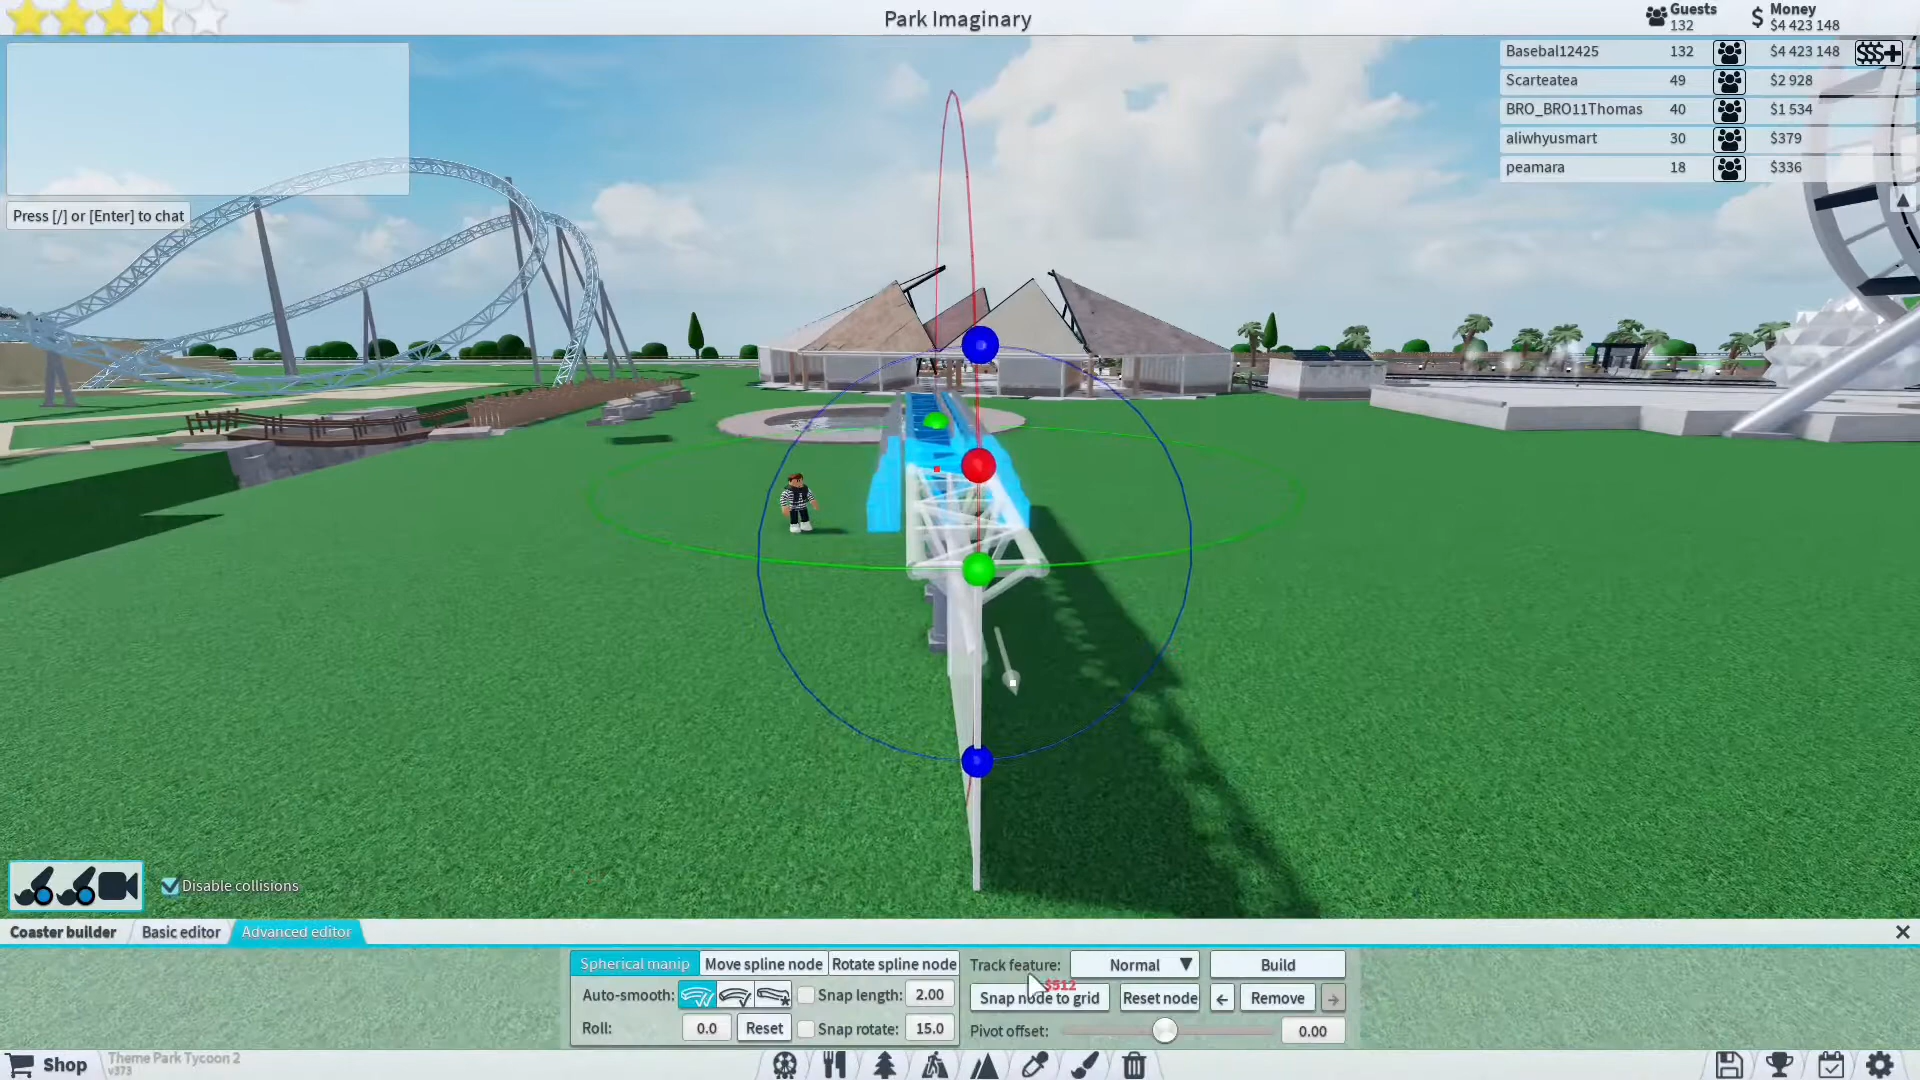 Park Imaginary
Guests
132
$
Money
$4 423 148
Basebal12425 132 $4 423 148 $$$+
Scarteatea 49 $2 928
BRO_BRO11Thomas 40 $1 534
aliwhyusmart 30 $379
peamara 18 $336
Press [/] or [Enter] to chat
Disable collisions
Coaster builder Basic editor Advanced editor
Spherical manip Move spline node Rotate spline node Track feature: Normal Build
$512
Auto-smooth: Snap length: 2.00 Snap node to grid Reset node Remove
Roll: 0.0 Reset Snap rotate: 15.0 Pivot offset: 0.00
Shop
Theme Park Tycoon 2
v373